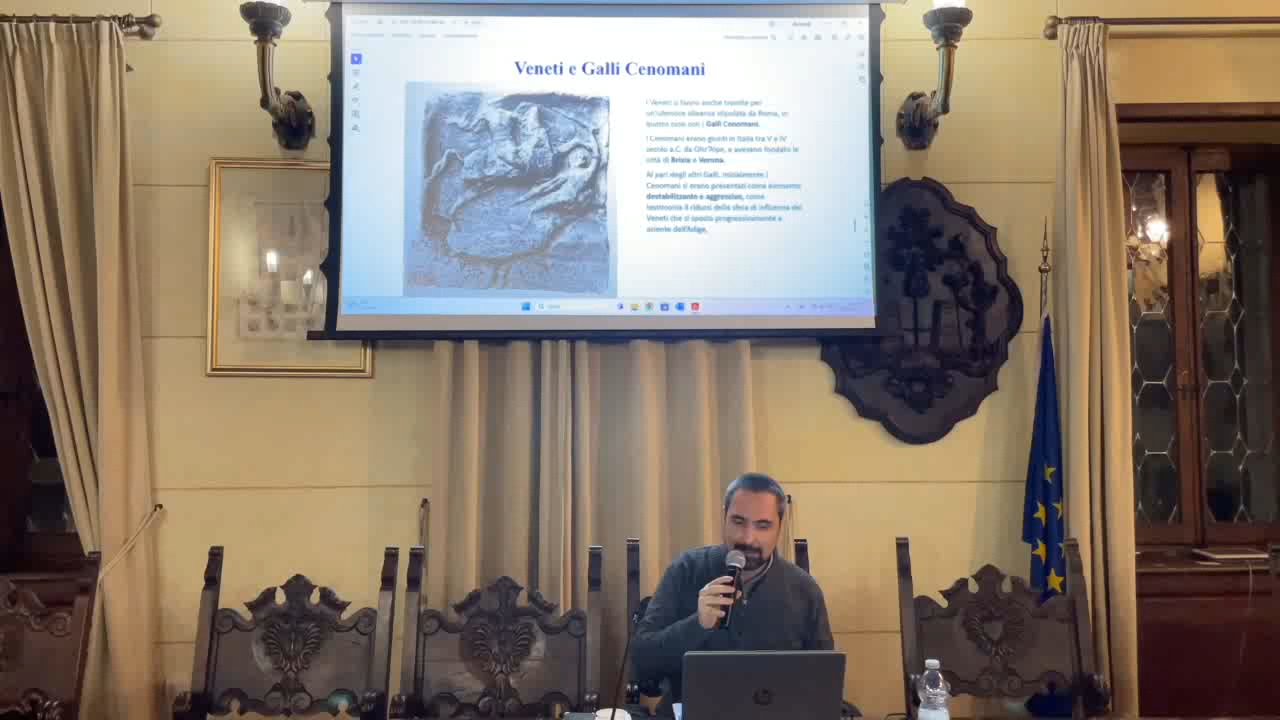 Veneti e Galli Cenomani
I Veneti si fanno anche tramite per
un'ulteriore alleanza stipulata da Roma, in
questo caso con i Galli Cenomani.
I Cenomani erano giunti in Italia tra V e IV
secolo a.C. da Oltr'Alpe, e avevano fondato le
città di Brixia e Verona.
Al pari degli altri Galli, inizialmente i
Cenomani si erano presentati come elemento
destabilizzante e aggressivo, come
testimonia il ridursi della sfera di influenza dei
Veneti che si sposta progressivamente a
oriente dell'Adige.
hp